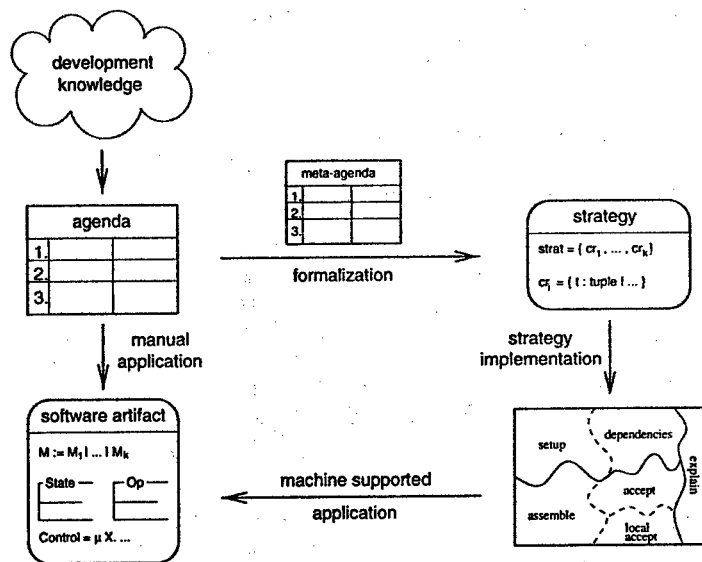 development
knowledge
meta-agenda
1.
2.
3.
agenda
1.
2.
3.
formalization
strategy
strat = { cr₁ , ... , crₖ}
crᵢ = { t : tuple | ... }
manual
application
strategy
implementation
software artifact
M := M₁ | ... | Mₖ
State
Op
Control = μ X. ...
machine supported
application
setup
dependencies
explain
accept
assemble
local
accept